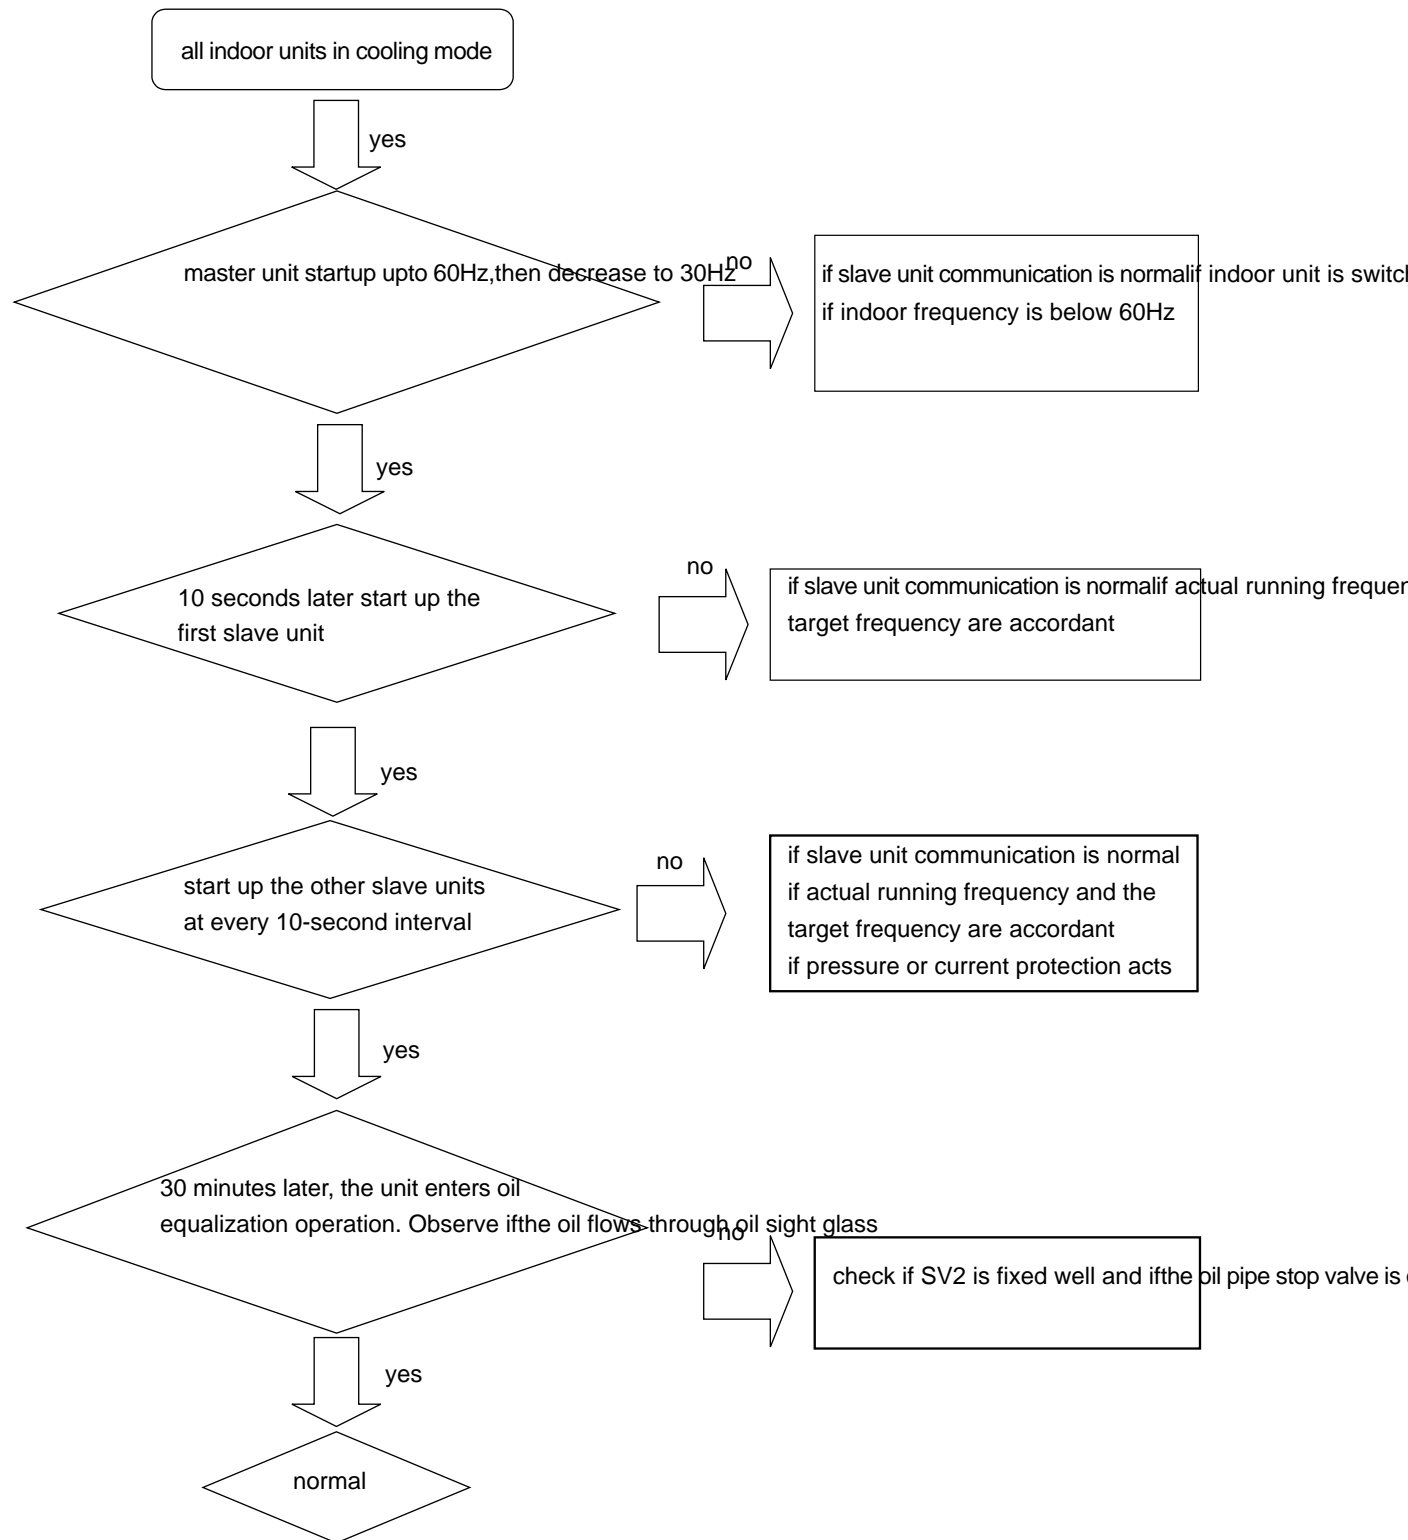 all indoor units in cooling mode
yes
master unit startup upto 60Hz,then decrease to 30Hz
no
if slave unit communication is normalif indoor unit is
if indoor frequency is below 60Hz
yes
10 seconds later start up the
first slave unit
no
if slave unit communication is normalif actual running
target frequency are accordant
yes
start up the other slave units
at every 10-second interval
no
if slave unit communication is normal
if actual running frequency and the
target frequency are accordant
if pressure or current protection acts
yes
30 minutes later, the unit enters oil
equalization operation. Observe ifthe oil flows through oil sight glass
no
check if SV2 is fixed well and ifthe oil pipe stop valve is
yes
normal